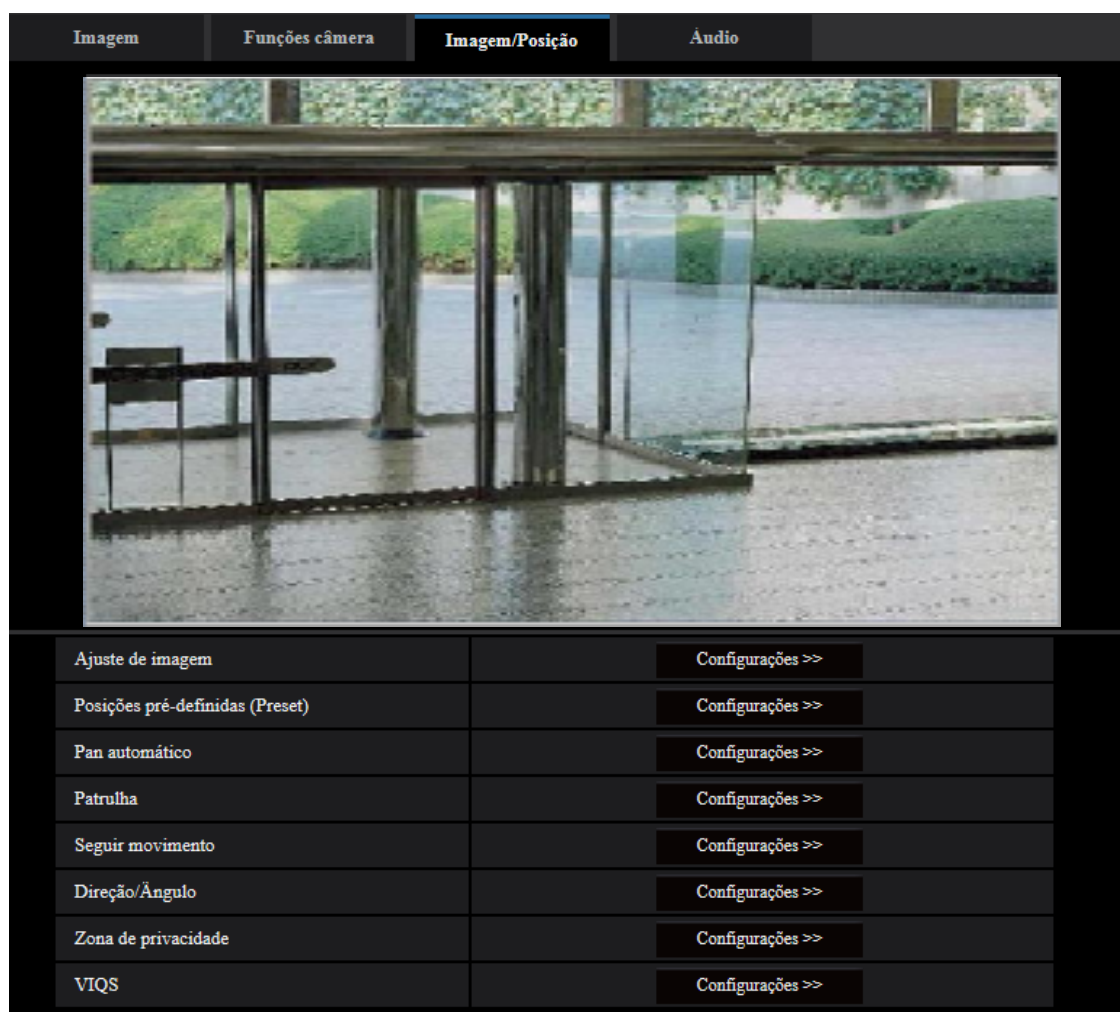 Imagem Funções câmera Imagem/Posição Áudio
Ajuste de imagem Configurações >>
Posições pré-definidas (Preset) Configurações >>
Pan automático Configurações >>
Patrulha Configurações >>
Seguir movimento Configurações >>
Direção/Ängulo Configurações >>
Zona de privacidade Configurações >>
VIQS Configurações >>